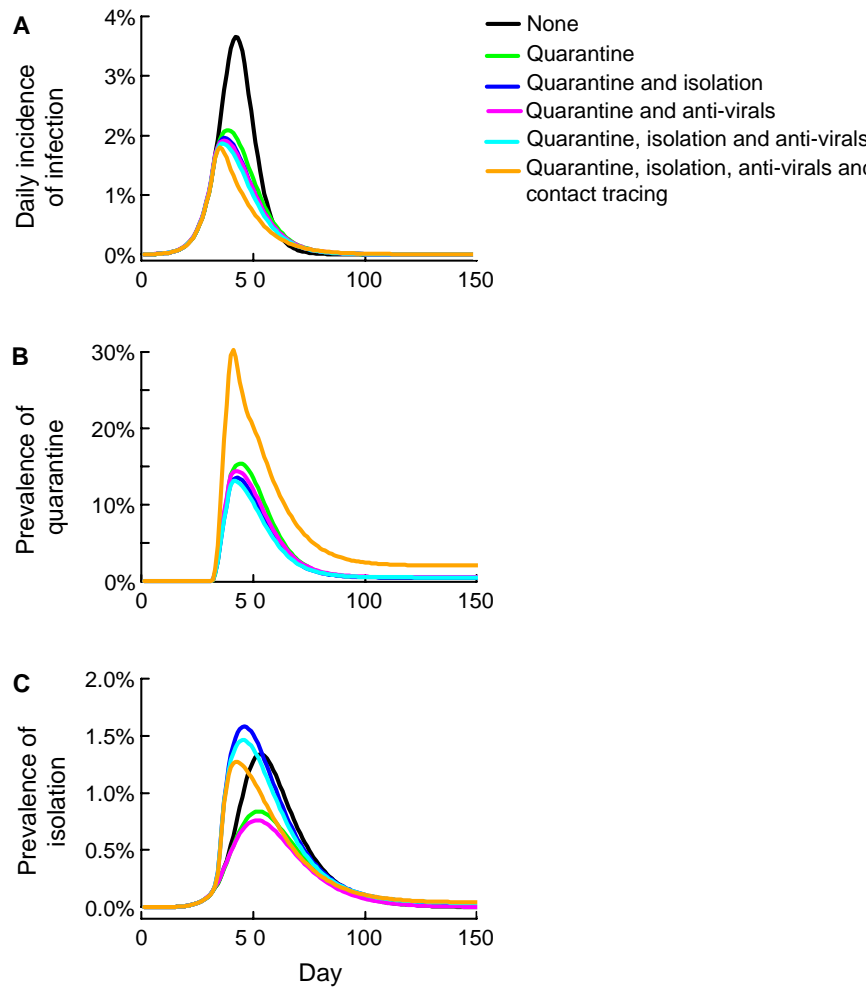 A
4%
3%
2%
1%
0%
Daily incidence
of infection
0
5 0
100
150
None
Quarantine
Quarantine and isolation
Quarantine and anti-virals
Quarantine, isolation and anti-virals
Quarantine, isolation, anti-virals and
contact tracing
B
30%
20%
10%
0%
Prevalence of
quarantine
0
5 0
100
150
C
2.0%
1.5%
1.0%
0.5%
0.0%
Prevalence of
isolation
0
5 0
100
150
Day